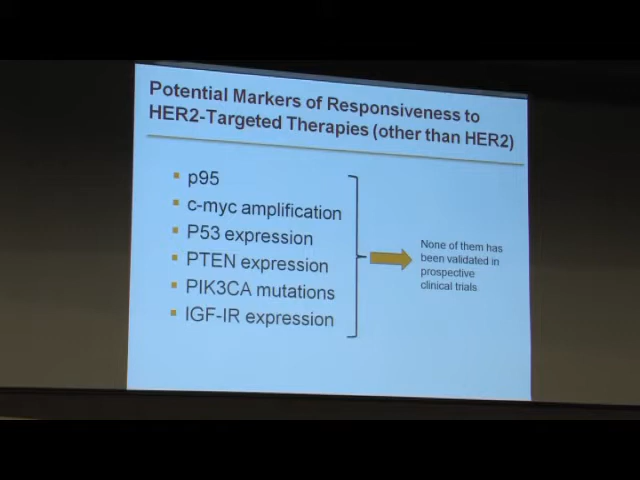 Potential Markers of Responsiveness to
HER2-Targeted Therapies (other than HER2)
p95
c-myc amplification
P53 expression
PTEN expression
PIK3CA mutations
IGF-IR expression
None of them has
been validated in
prospective
clinical trials